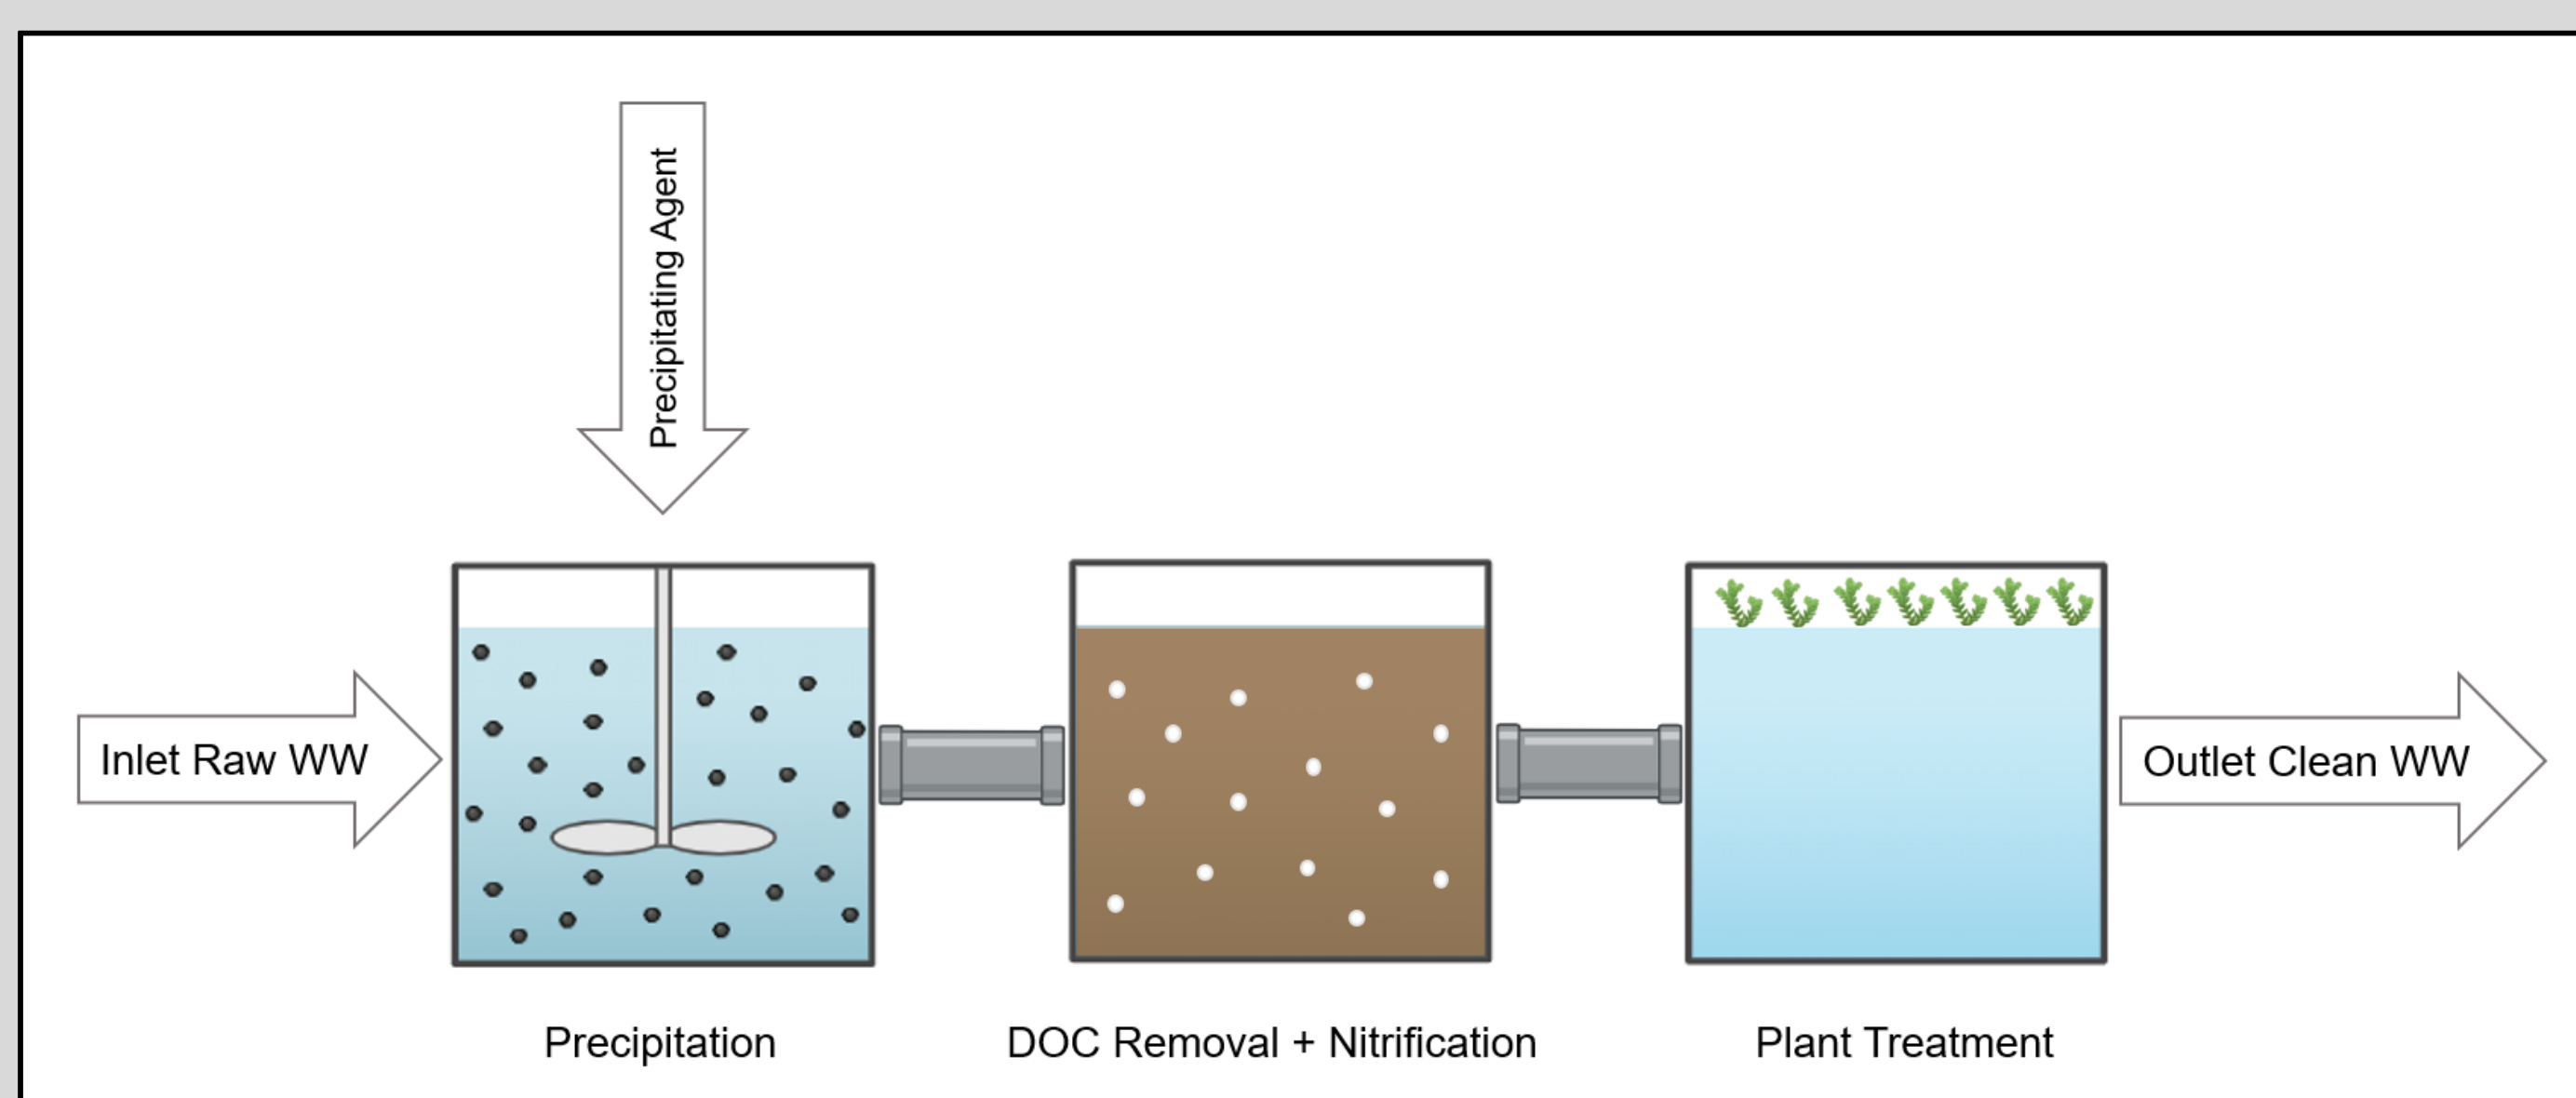 Precipitating Agent
Inlet Raw WW
Outlet Clean WW
Precipitation
DOC Removal + Nitrification
Plant Treatment